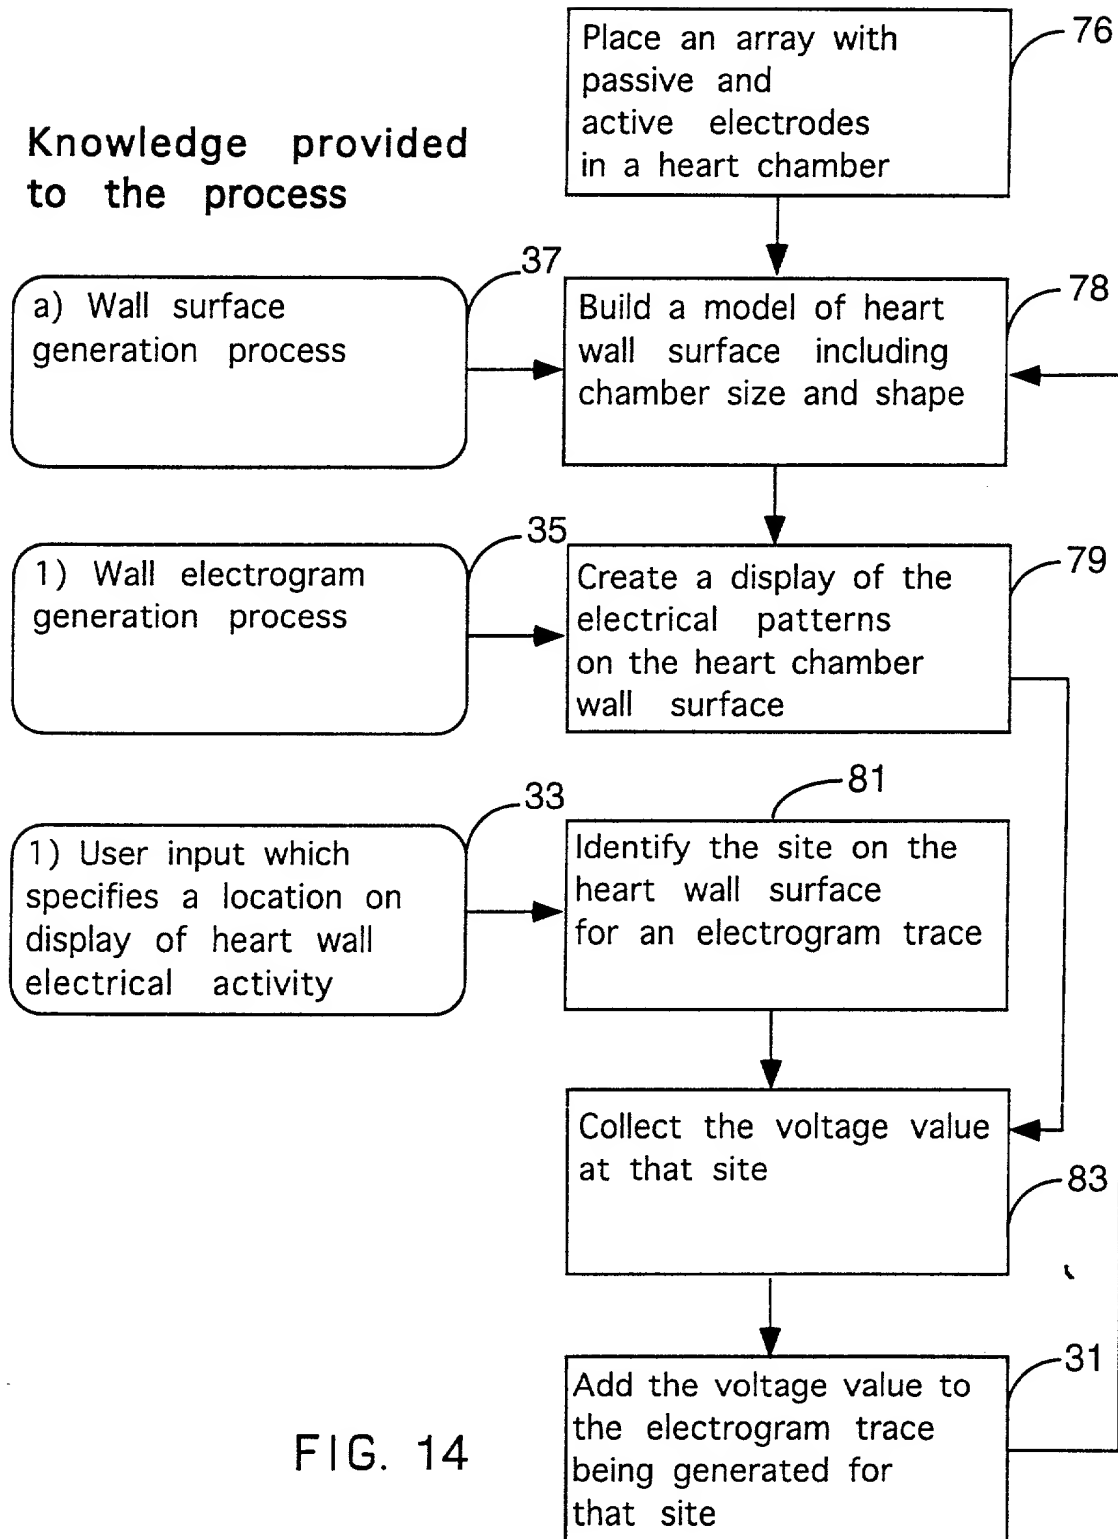 76
Place an array with
passive and
active electrodes
in a heart chamber
Knowledge provided
to the process
37
a) Wall surface
generation process
78
Build a model of heart
wall surface including
chamber size and shape
35
1) Wall electrogram
generation process
79
Create a display of the
electrical patterns
on the heart chamber
wall surface
33
1) User input which
specifies a location on
display of heart wall
electrical activity
81
Identify the site on the
heart wall surface
for an electrogram trace
Collect the voltage value
at that site
83
31
Add the voltage value to
the electrogram trace
being generated for
that site
FIG. 14